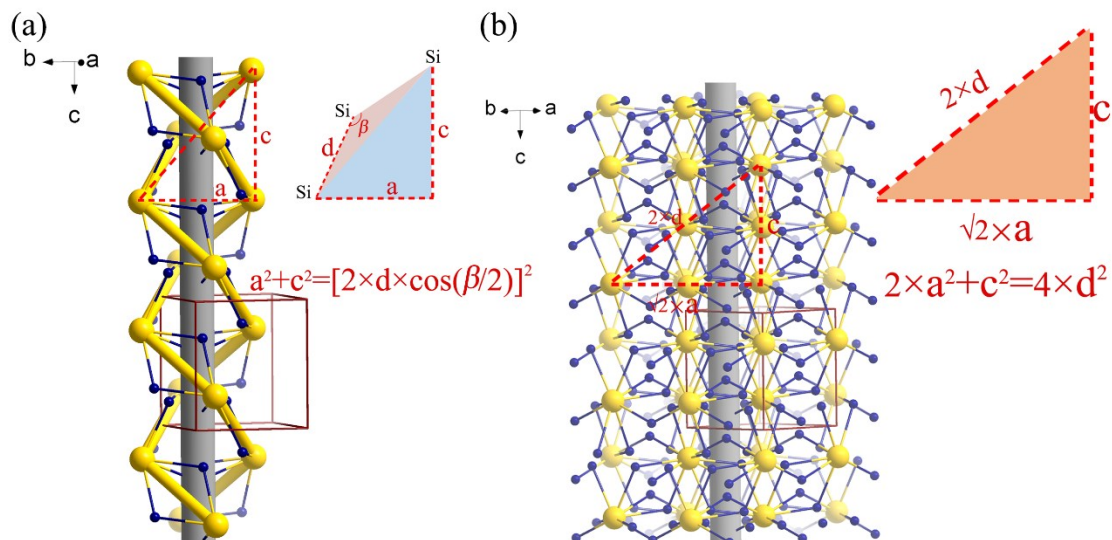 (a)
b
a
c
Si
Si
β
d
c
Si
a
c
a
a²+c²=[2×d×cos(β/2)]²
(b)
b
a
c
2×d
c
√2×a
2×d
c
√2×a
2×a²+c²=4×d²